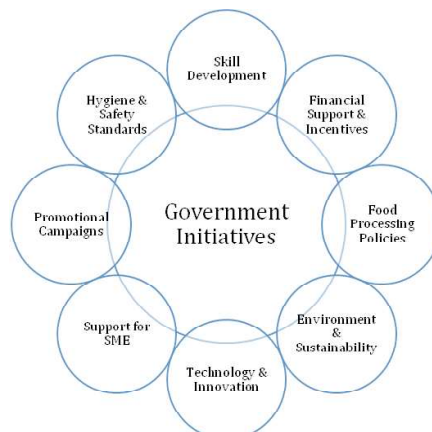 Skill
Development
Financial
Support &
Incentives
Food
Processing
Policies
Environment
&
Sustainability
Technology &
Innovation
Support for
SME
Promotional
Campaigns
Hygiene &
Safety
Standards
Government
Initiatives